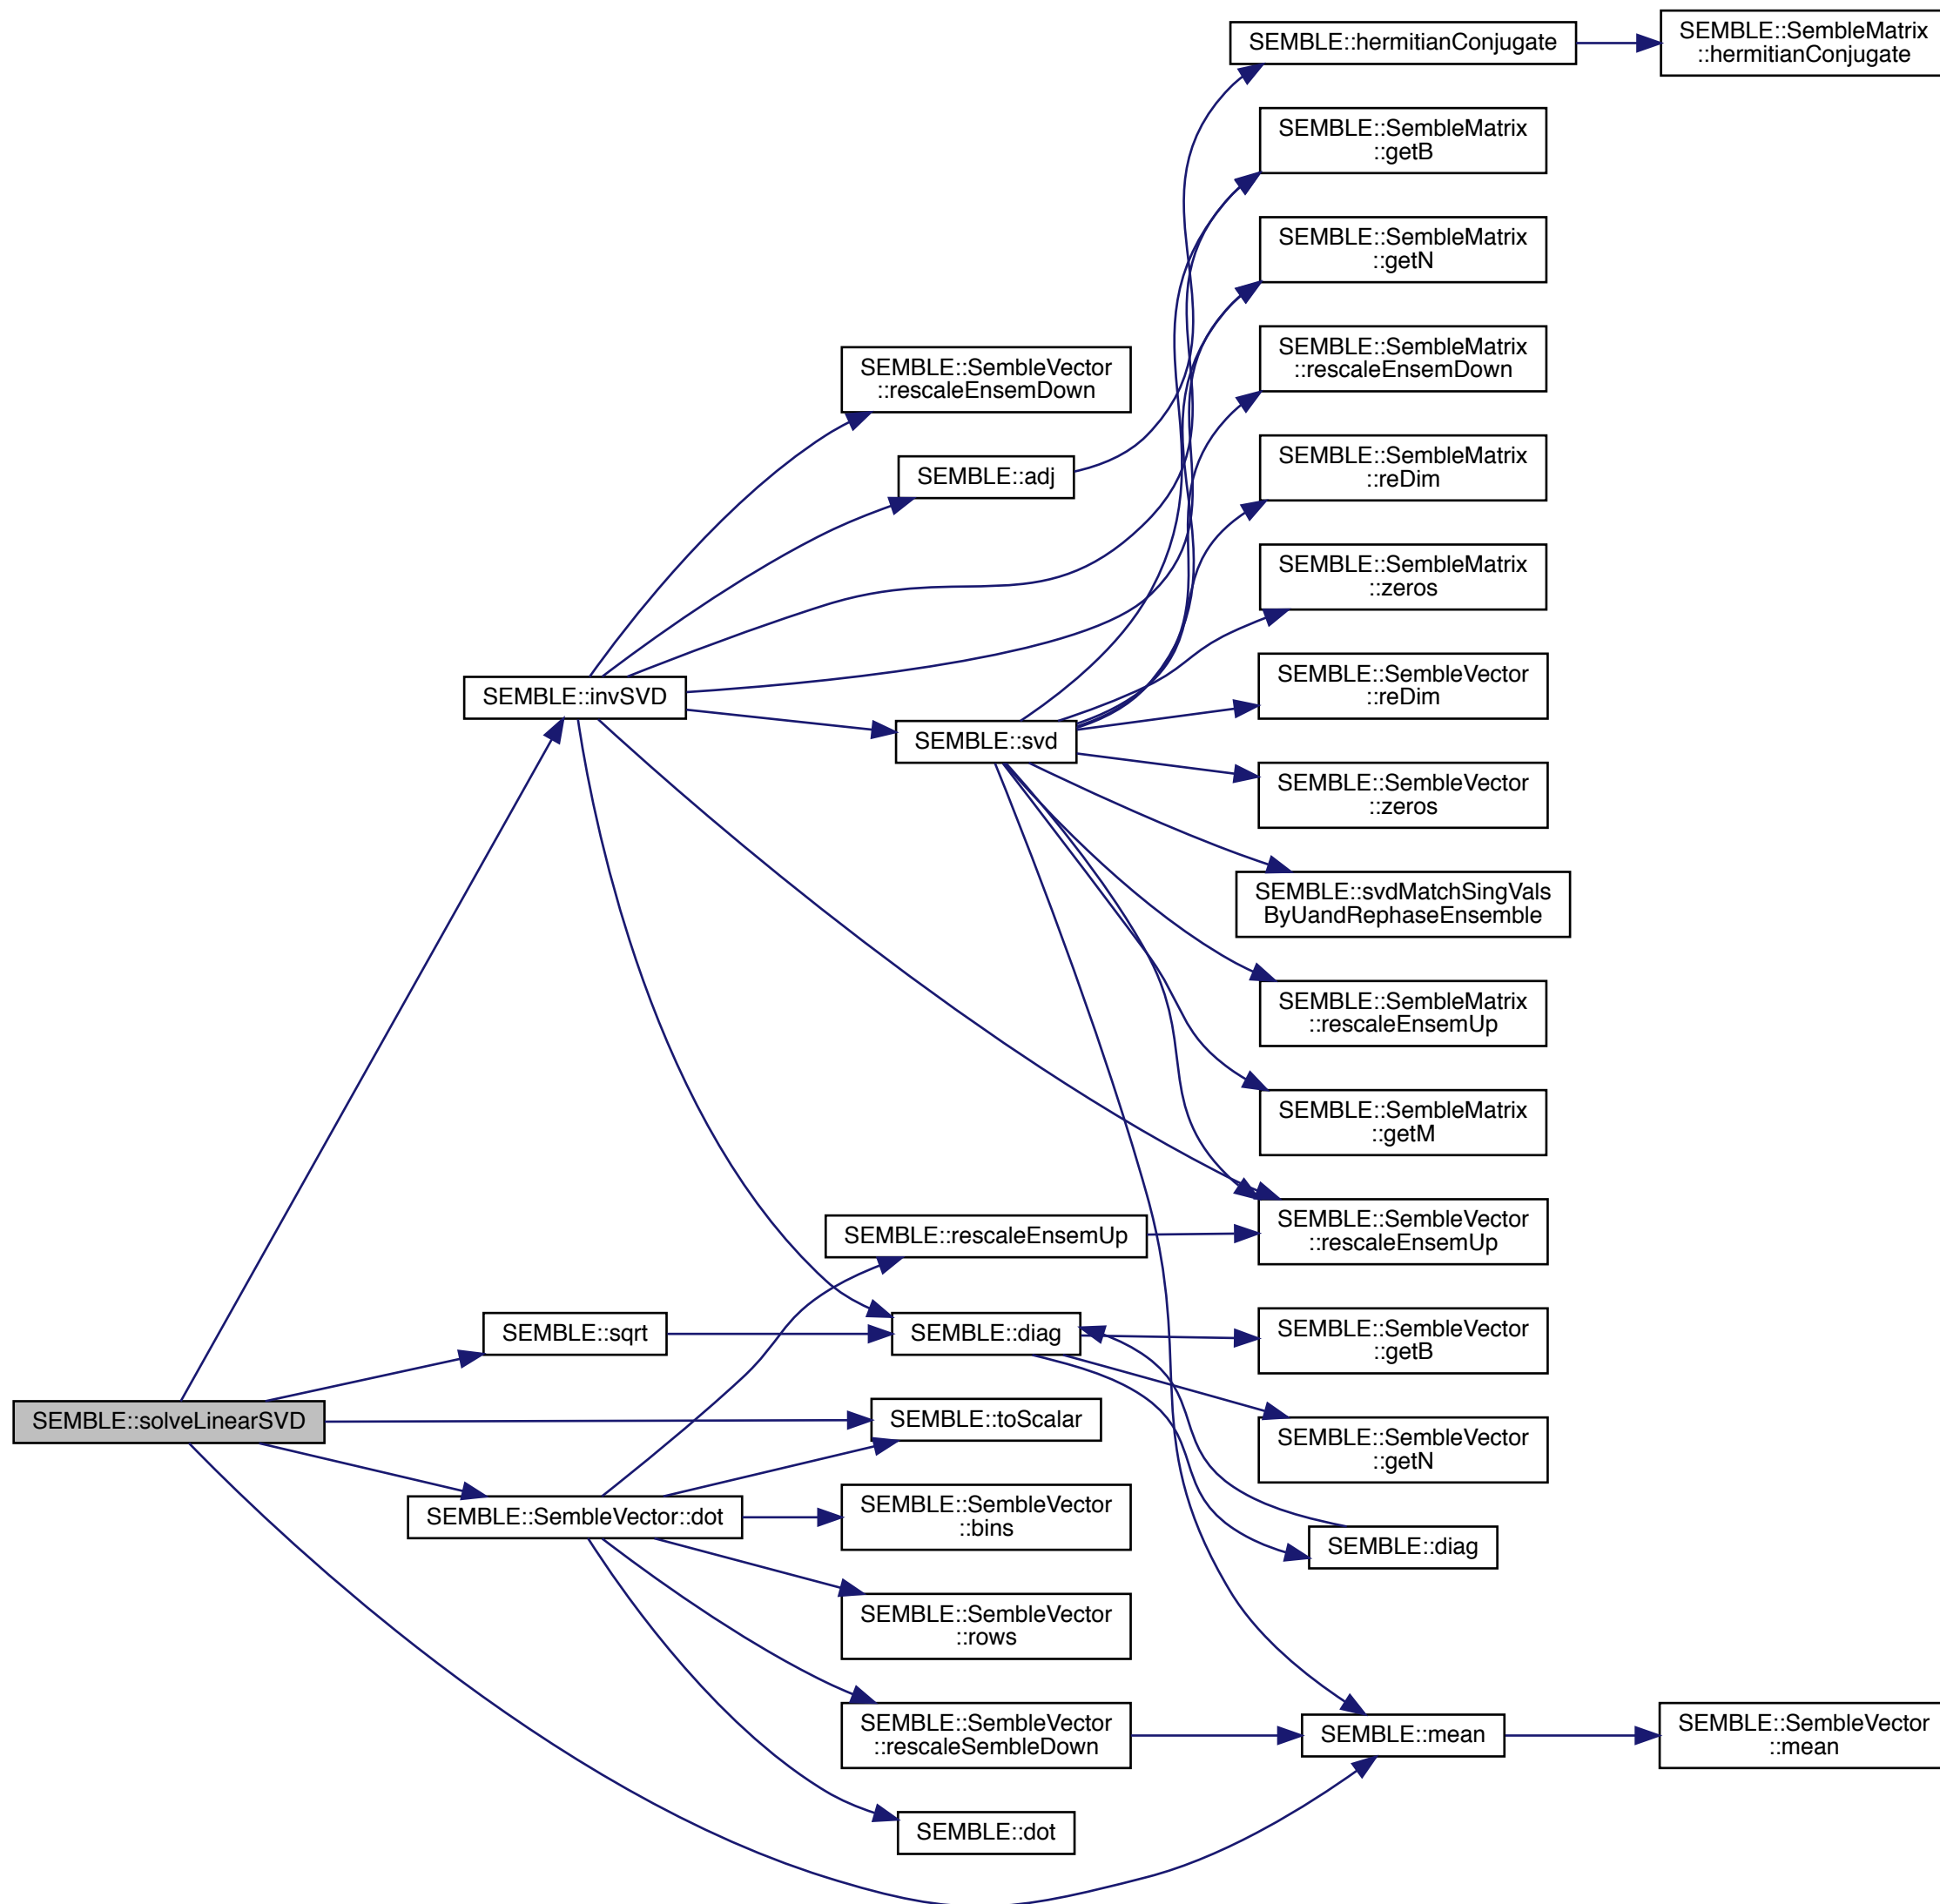 SEMBLE::hermitianConjugate
SEMBLE::SembleMatrix
::hermitianConjugate
SEMBLE::SembleMatrix
::getB
SEMBLE::SembleMatrix
::getN
SEMBLE::SembleMatrix
::rescaleEnsemDown
SEMBLE::SembleVector
::rescaleEnsemDown
SEMBLE::adj
SEMBLE::SembleMatrix
::reDim
SEMBLE::SembleMatrix
::zeros
SEMBLE::invSVD
SEMBLE::SembleVector
::reDim
SEMBLE::svd
SEMBLE::SembleVector
::zeros
SEMBLE::svdMatchSingVals
ByUandRephaseEnsemble
SEMBLE::SembleMatrix
::rescaleEnsemUp
SEMBLE::SembleMatrix
::getM
SEMBLE::rescaleEnsemUp
SEMBLE::SembleVector
::rescaleEnsemUp
SEMBLE::sqrt
SEMBLE::diag
SEMBLE::SembleVector
::getB
SEMBLE::solveLinearSVD
SEMBLE::toScalar
SEMBLE::SembleVector
::getN
SEMBLE::SembleVector::dot
SEMBLE::SembleVector
::bins
SEMBLE::diag
SEMBLE::SembleVector
::rows
SEMBLE::SembleVector
::rescaleSembleDown
SEMBLE::mean
SEMBLE::SembleVector
::mean
SEMBLE::dot